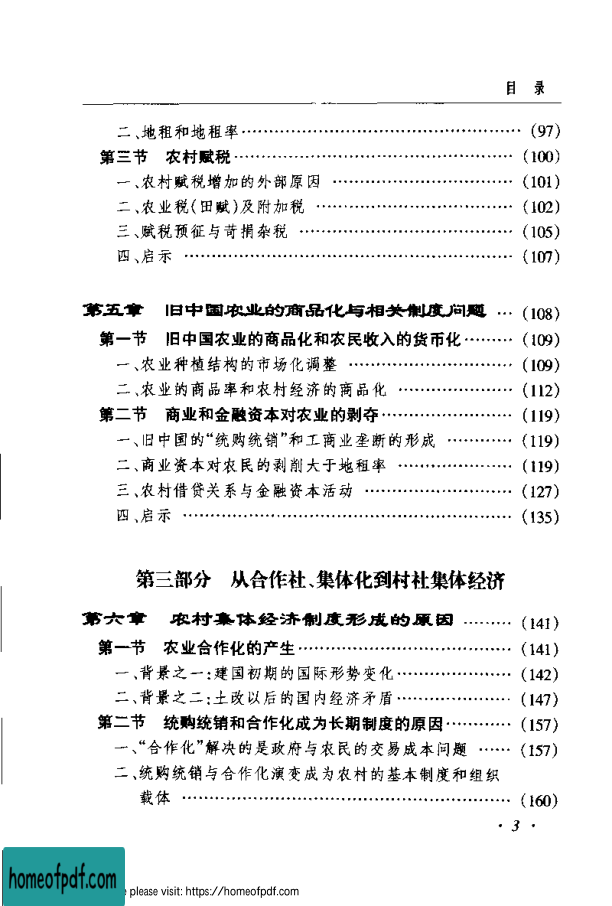 目 录
二、地租和地租率……………………………………(97)
第三节 农村赋税……………………………………(100)
一、农村赋税增加的外部原因 ……………………(101)
二、农业税(田赋)及附加税 ………………………(102)
三、赋税预征与苛捐杂税 …………………………(105)
四、启示 ……………………………………………(107)
第五章 旧中国农业的商品化与相关制度问题 …(108)
第一节 旧中国农业的商品化和农民收入的货币化………(109)
一、农业种植结构的市场化调整 …………………(109)
二、农业的商品率和农村经济的商品化 …………(112)
第二节 商业和金融资本对农业的剥夺……………(119)
一、旧中国的“统购统销”和工商业垄断的形成 …………(119)
二、商业资本对农民的剥削大于地租率 …………(119)
三、农村借贷关系与金融资本活动 ………………(127)
四、启示 ……………………………………………(135)
第三部分 从合作社、集体化到村社集体经济
第六章 农村集体经济制度形成的原因 ………(141)
第一节 农业合作化的产生…………………………(141)
一、背景之一:建国初期的国际形势变化…………(142)
二、背景之二:土改以后的国内经济矛盾…………(147)
第二节 统购统销和合作化成为长期制度的原因…………(157)
一、“合作化”解决的是政府与农民的交易成本问题 ……(157)
二、统购统销与合作化演变成为农村的基本制度和组织
载体 …………………………………………………(160)
· 3 ·
homeofpdf.com
please visit: https://homeofpdf.com